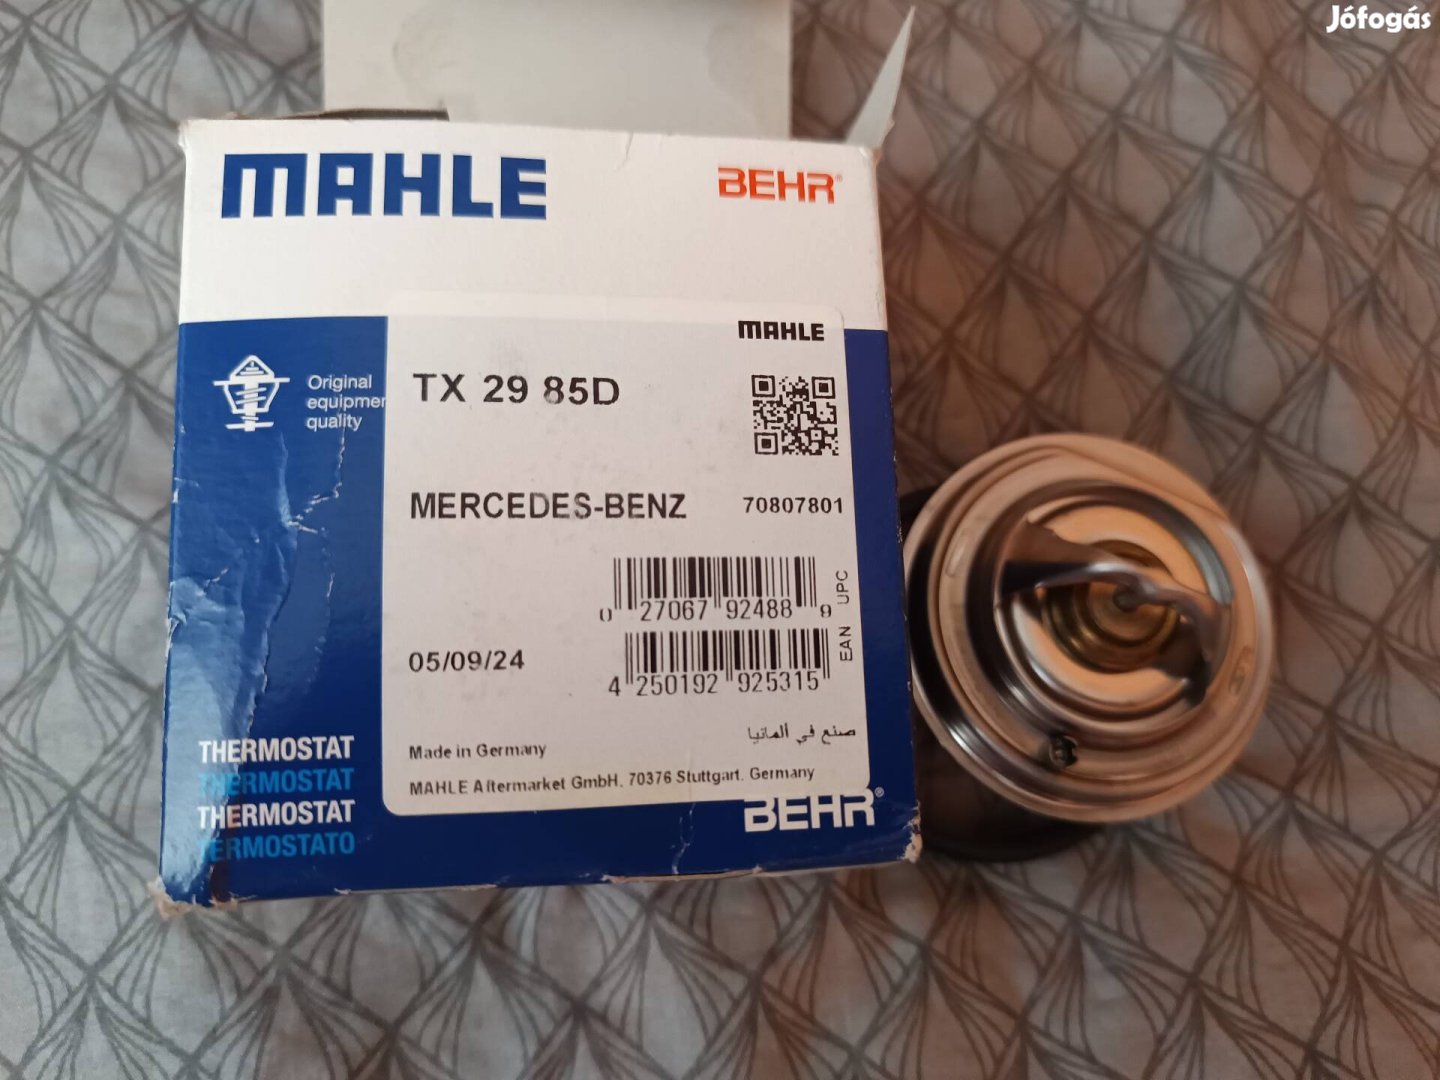 Jófogás
MAHLE
BEHR®
MAHLE
Original
equipmen
quality
TX 29 85D
MERCEDES-BENZ
70807801
0 27067 92488 9
UPC
05/09/24
4 250192 925315
EAN
صنع في ألمانيا
Made in Germany
MAHLE Aftermarket GmbH. 70376 Stuttgart. Germany
THERMOSTAT
THERMOSTAT
THERMOSTAT
TERMOSTATO
BEHR®